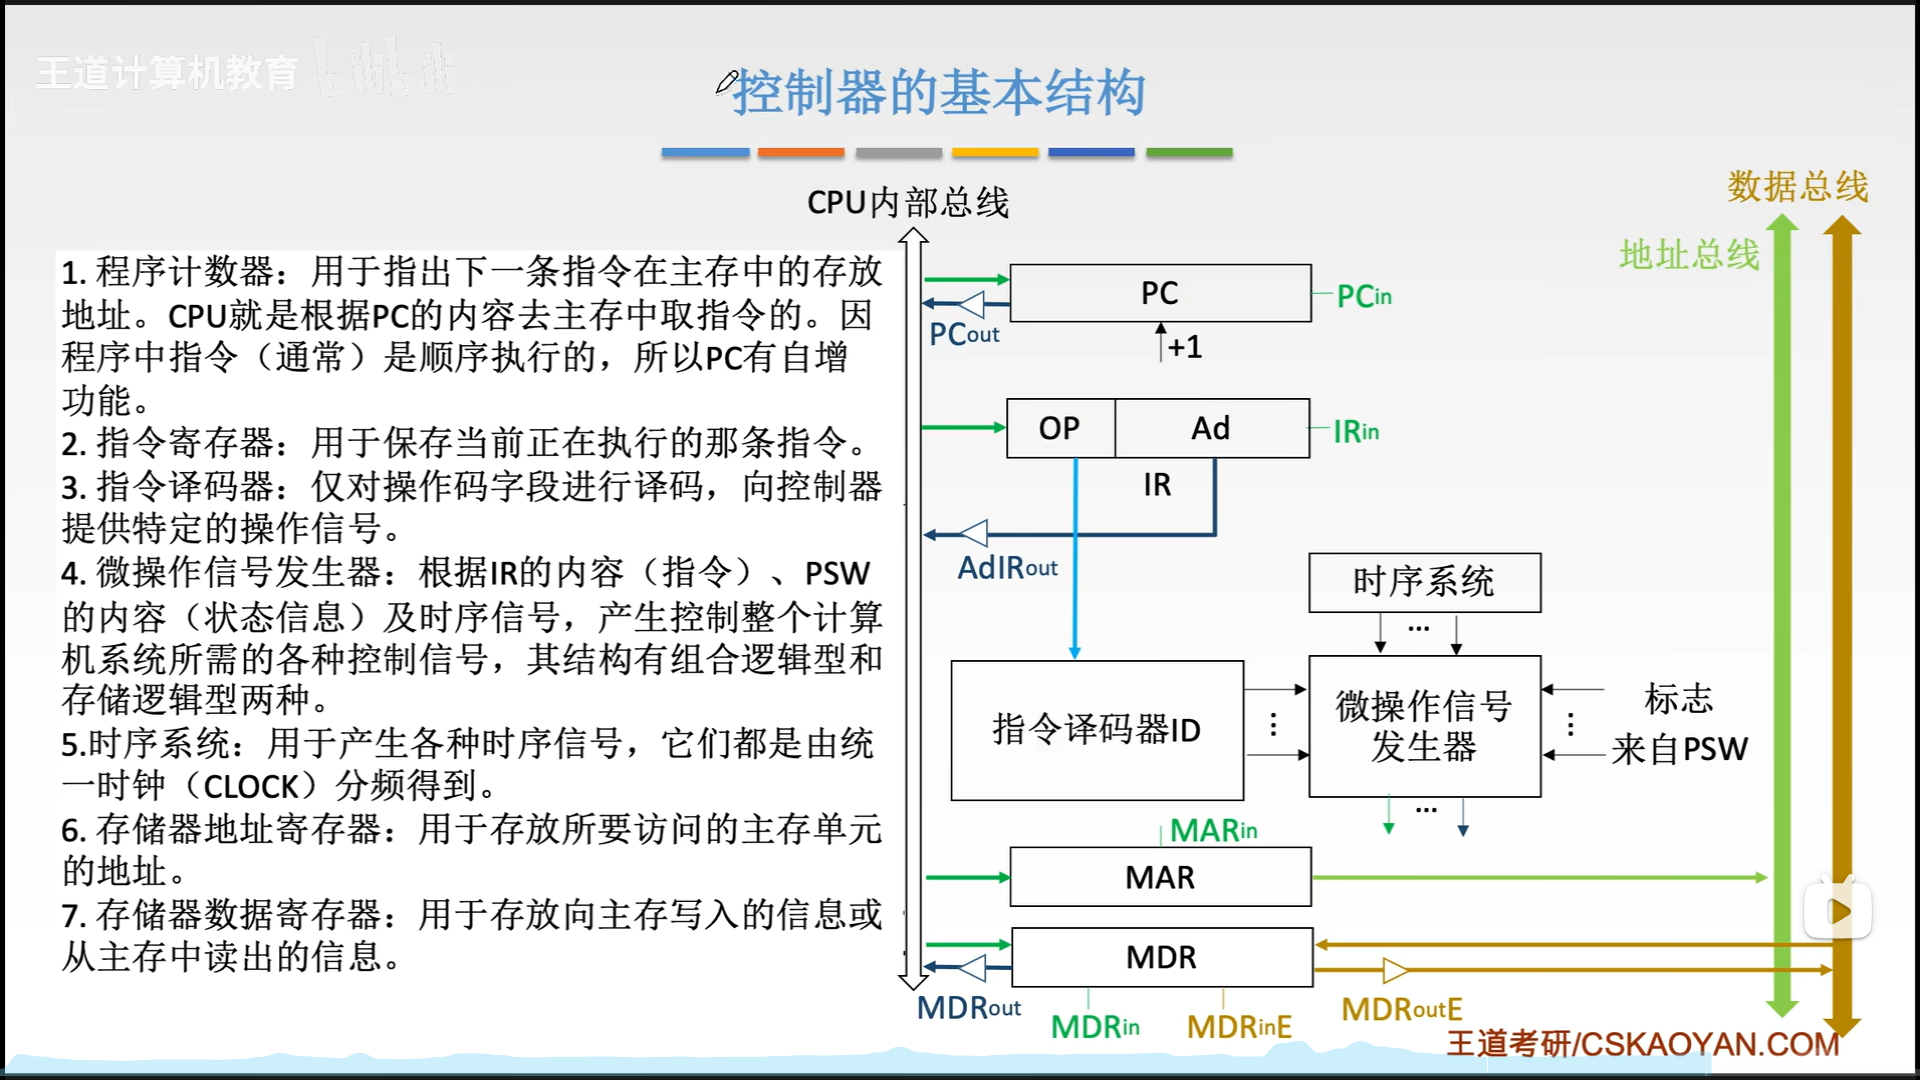 王道计算机教育 bilibili
控制器的基本结构
CPU内部总线
数据总线
地址总线
1. 程序计数器：用于指出下一条指令在主存中的存放
地址。CPU就是根据PC的内容去主存中取指令的。因
程序中指令（通常）是顺序执行的，所以PC有自增
功能。
2. 指令寄存器：用于保存当前正在执行的那条指令。
3. 指令译码器：仅对操作码字段进行译码，向控制器
提供特定的操作信号。
4. 微操作信号发生器：根据IR的内容（指令）、PSW
的内容（状态信息）及时序信号，产生控制整个计算
机系统所需的各种控制信号，其结构有组合逻辑型和
存储逻辑型两种。
5.时序系统：用于产生各种时序信号，它们都是由统
一时钟（CLOCK）分频得到。
6. 存储器地址寄存器：用于存放所要访问的主存单元
的地址。
7. 存储器数据寄存器：用于存放向主存写入的信息或
从主存中读出的信息。
PC
PCin
PCout
+1
OP
Ad
IRin
IR
AdIRout
时序系统
...
指令译码器ID
...
微操作信号
发生器
...
标志
来自PSW
...
MARin
MAR
MDR
MDRout
MDRin
MDRinE
MDRoutE
王道考研/CSKAOYAN.COM